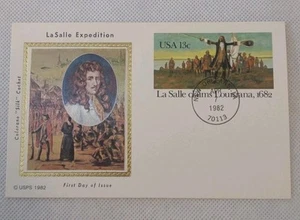 LaSalle Expedition
Colorano "Silk" Cachet
© USPS 1982
First Day of Issue
USA 13c
La Salle claims Louisiana, 1682
1982
70113